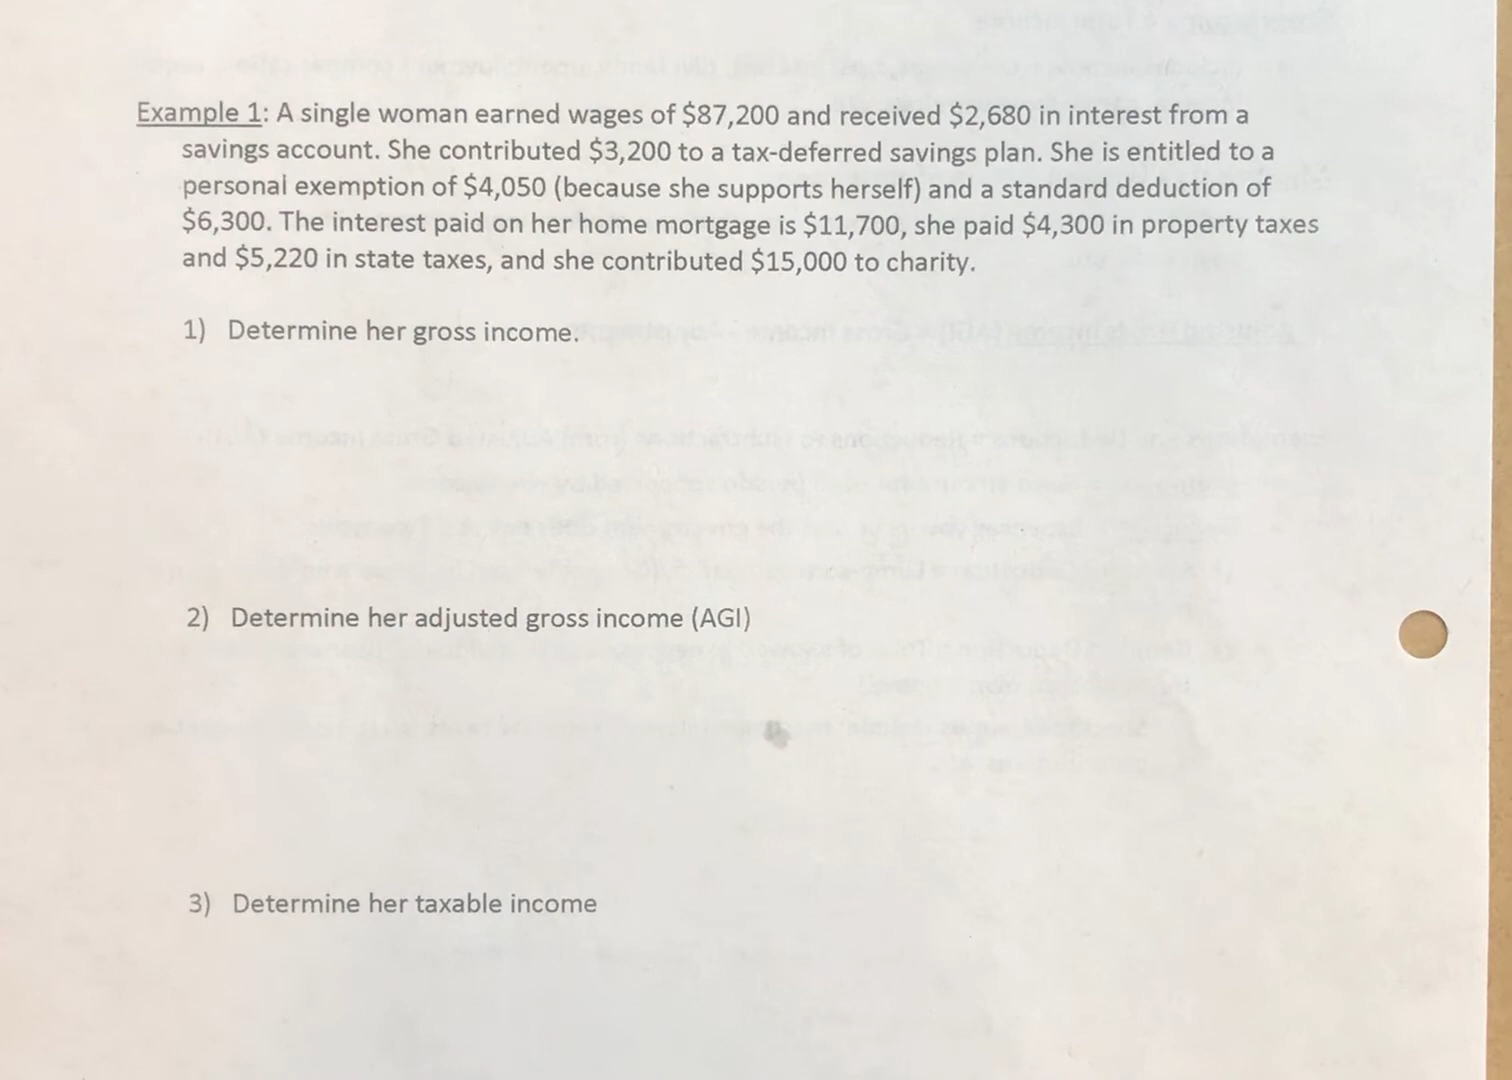 Example 1: A single woman earned wages of $87,200 and received $2,680 in interest from a
savings account. She contributed $3,200 to a tax-deferred savings plan. She is entitled to a
personal exemption of $4,050 (because she supports herself) and a standard deduction of
$6,300. The interest paid on her home mortgage is $11,700, she paid $4,300 in property taxes
and $5,220 in state taxes, and she contributed $15,000 to charity.
1) Determine her gross income.
2) Determine her adjusted gross income (AGI)
3) Determine her taxable income